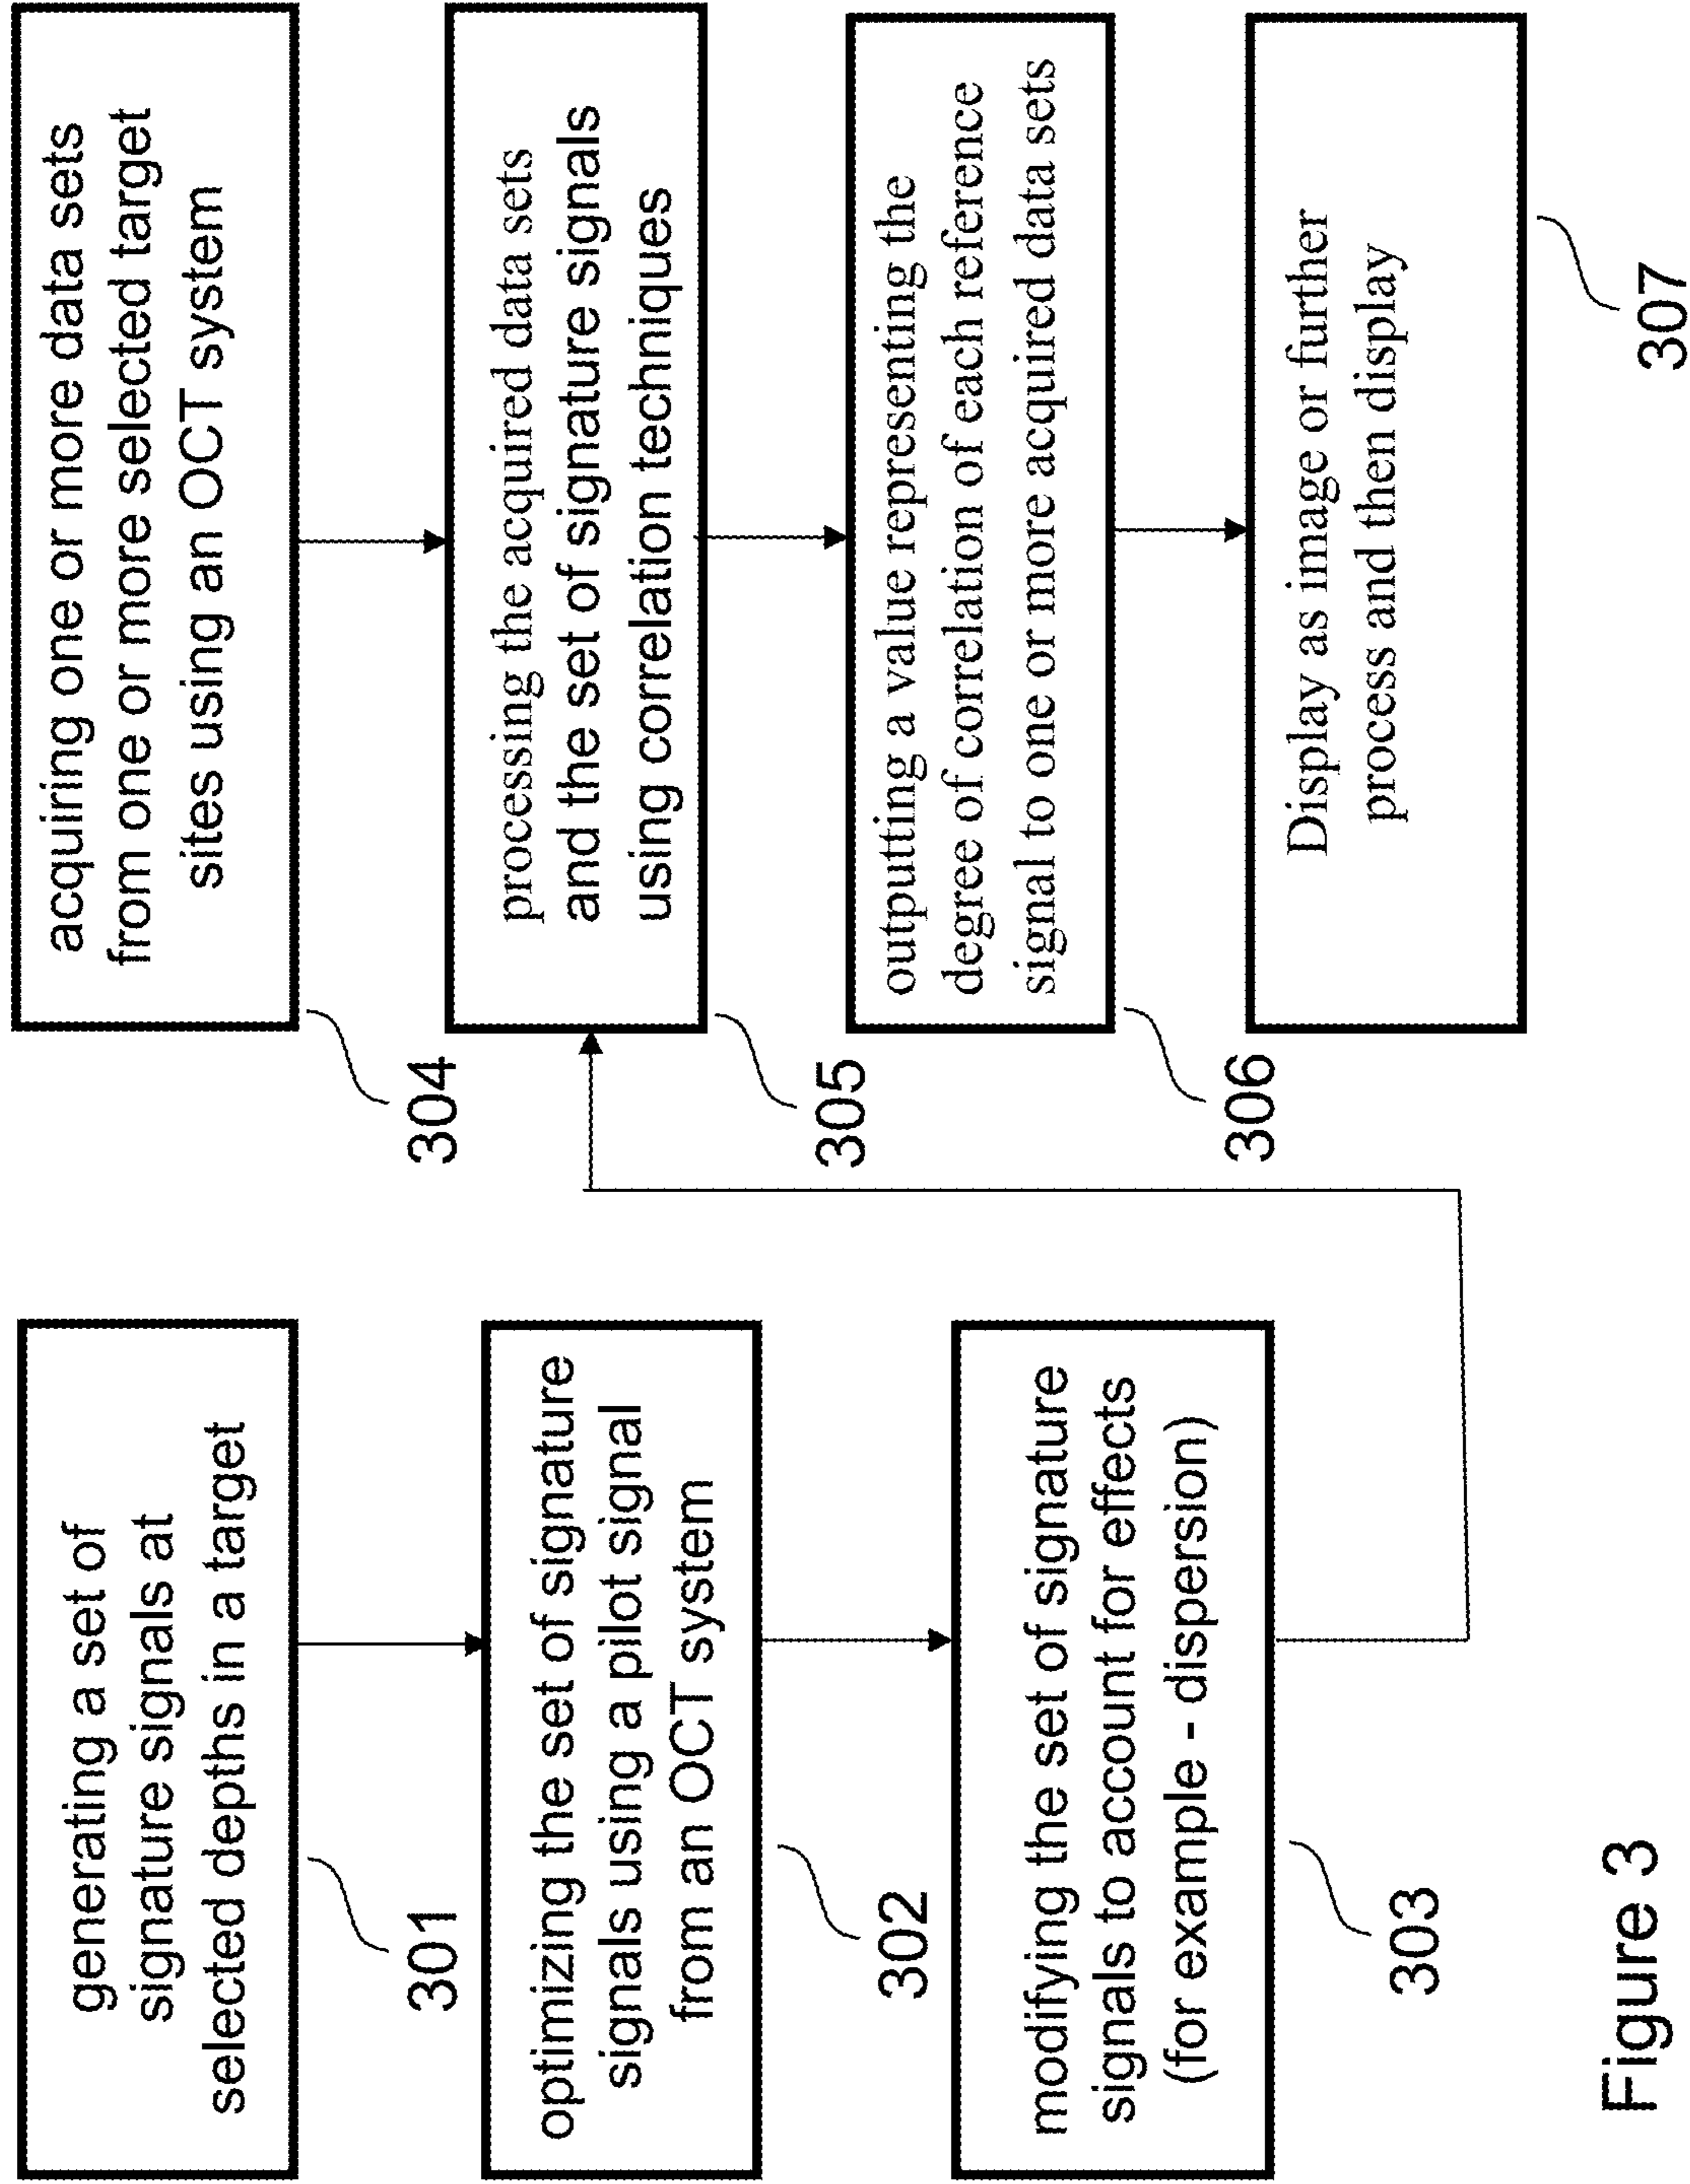 generating a set of
signature signals at
selected depths in a target
301
optimizing the set of signature
signals using a pilot signal
from an OCT system
302
modifying the set of signature
signals to account for effects
(for example - dispersion)
303
acquiring one or more data sets
from one or more selected target
sites using an OCT system
304
processing the acquired data sets
and the set of signature signals
using correlation techniques
305
outputting a value representing the
degree of correlation of each reference
signal to one or more acquired data sets
306
Display as image or further
process and then display
307
Figure 3